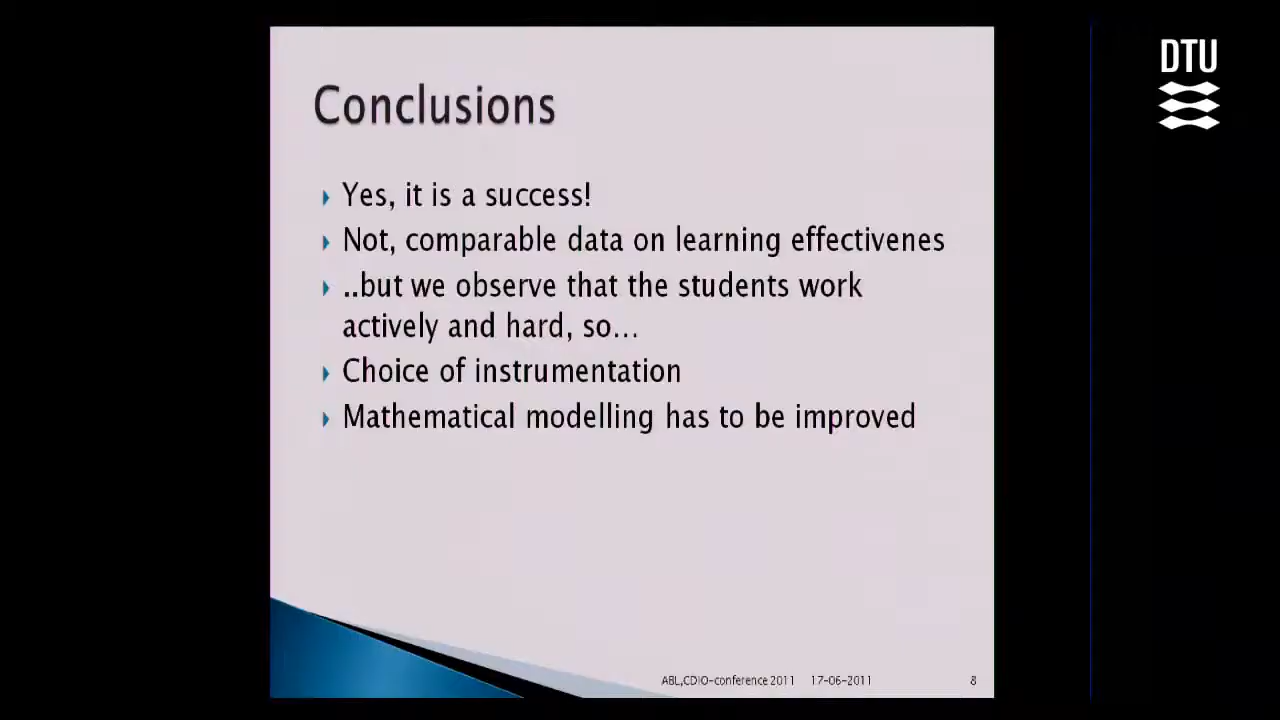 DTU
Conclusions
Yes, it is a success!
Not, comparable data on learning effectivenes
..but we observe that the students work
actively and hard, so...
Choice of instrumentation
Mathematical modelling has to be improved
ABL,CDIO-conference 2011 17-06-2011 8